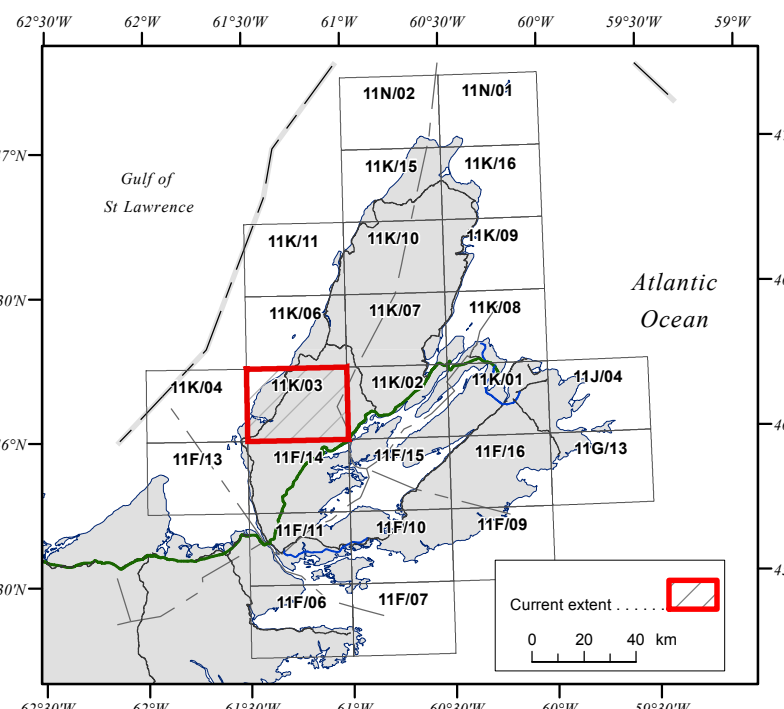 62°30'W 62°W 61°30'W 61°W 60°30'W 60°W 59°30'W 59°W
11N/02 11N/01
7°N
11K/15 11K/16
Gulf of
St Lawrence
11K/11 11K/10 11K/09
Atlantic
Ocean
30'N
11K/06 11K/07 11K/08
11K/04 11K/03 11K/02 11K/01 11J/04
6°N
11F/13 11F/14 11F/15 11F/16 11G/13
11F/11 11F/10 11F/09
30'N
11F/06 11F/07
Current extent . . . . . .
0 20 40 km
62°30'W 62°W 61°30'W 61°W 60°30'W 60°W 59°30'W